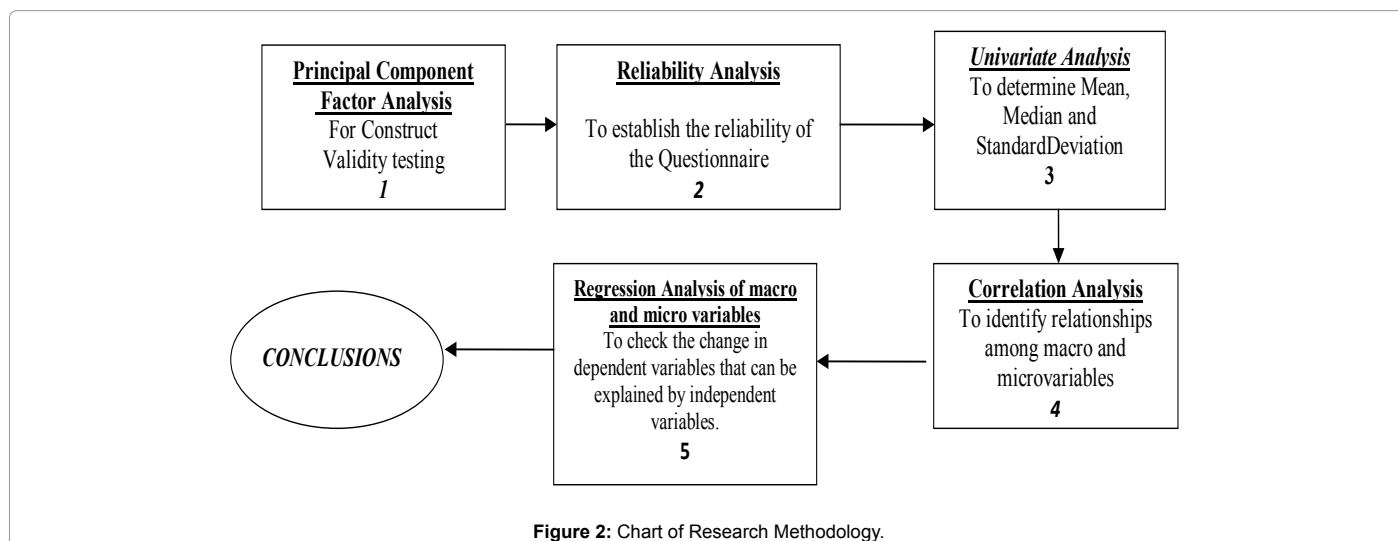 Principal Component
Factor Analysis
For Construct
Validity testing
1
Reliability Analysis
To establish the reliability of
the Questionnaire
2
Univariate Analysis
To determine Mean,
Median and
StandardDeviation
3
Correlation Analysis
To identify relationships
among macro and
microvariables
4
Regression Analysis of macro
and micro variables
To check the change in
dependent variables that can be
explained by independent
variables.
5
CONCLUSIONS
Figure 2: Chart of Research Methodology.